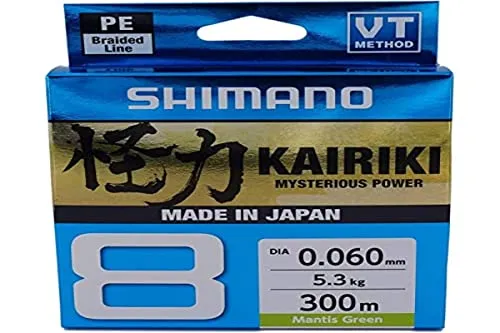 PE
Braided Line
VT
METHOD
SHIMANO
怪力 KAIRIKI
MYSTERIOUS POWER
MADE IN JAPAN
8
DIA 0.060mm
5.3kg
300m
Mantis Green